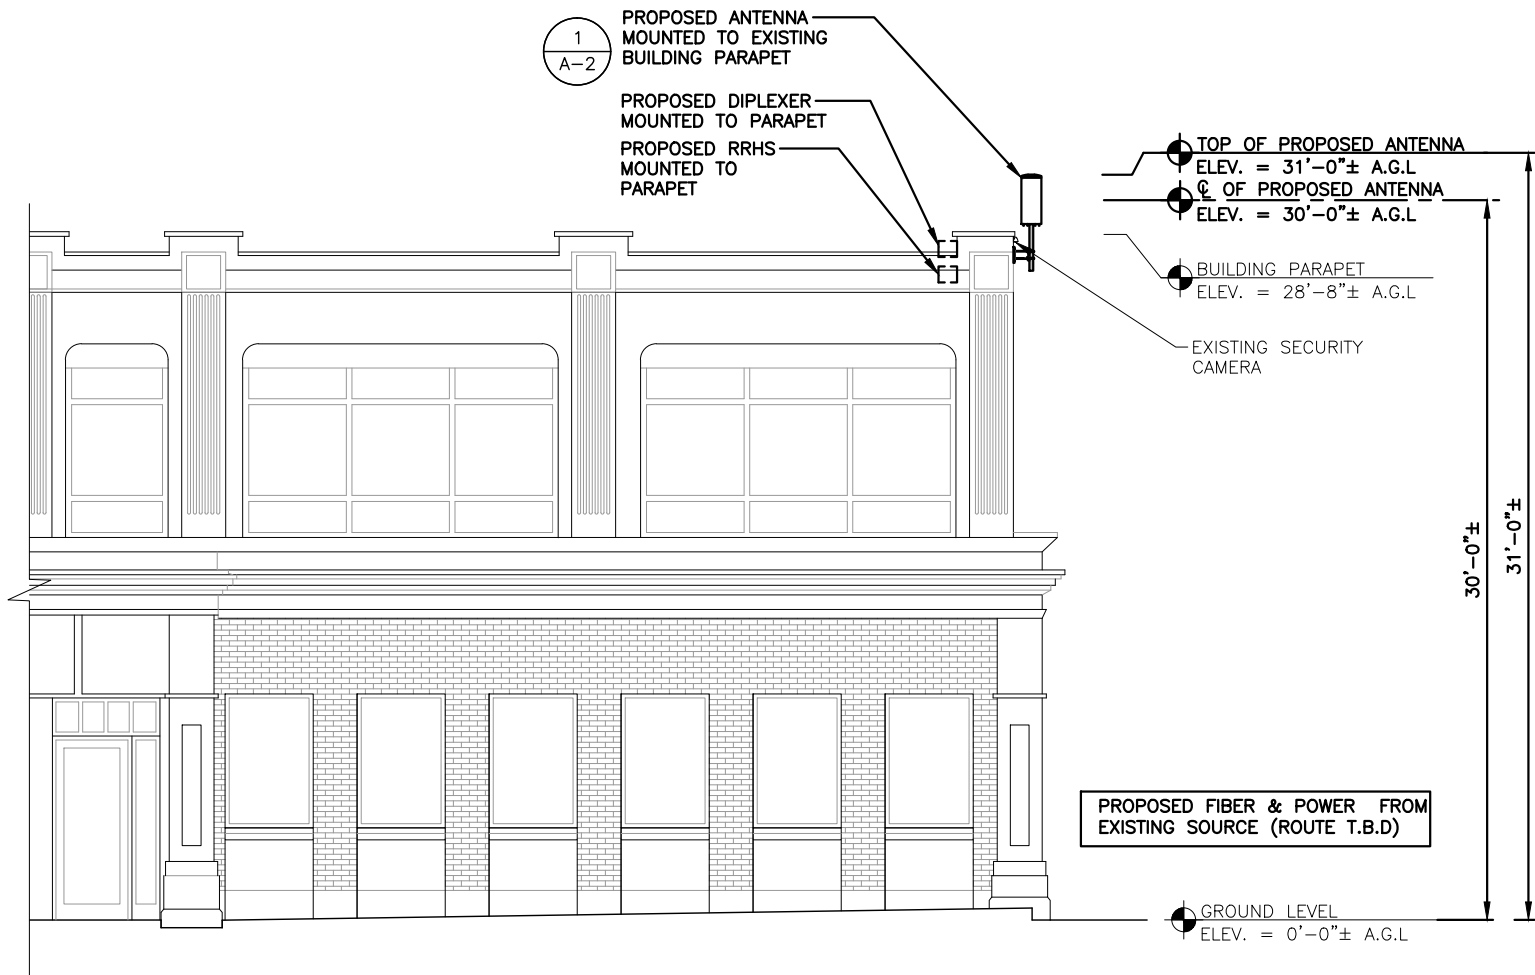 1
A-2
PROPOSED ANTENNA
MOUNTED TO EXISTING
BUILDING PARAPET
PROPOSED DIPLEXER
MOUNTED TO PARAPET
PROPOSED RRHS
MOUNTED TO
PARAPET
TOP OF PROPOSED ANTENNA
ELEV. = 31'-0"± A.G.L
℄ OF PROPOSED ANTENNA
ELEV. = 30'-0"± A.G.L
BUILDING PARAPET
ELEV. = 28'-8"± A.G.L
EXISTING SECURITY
CAMERA
30'-0"±
31'-0"±
PROPOSED FIBER & POWER FROM
EXISTING SOURCE (ROUTE T.B.D)
GROUND LEVEL
ELEV. = 0'-0"± A.G.L